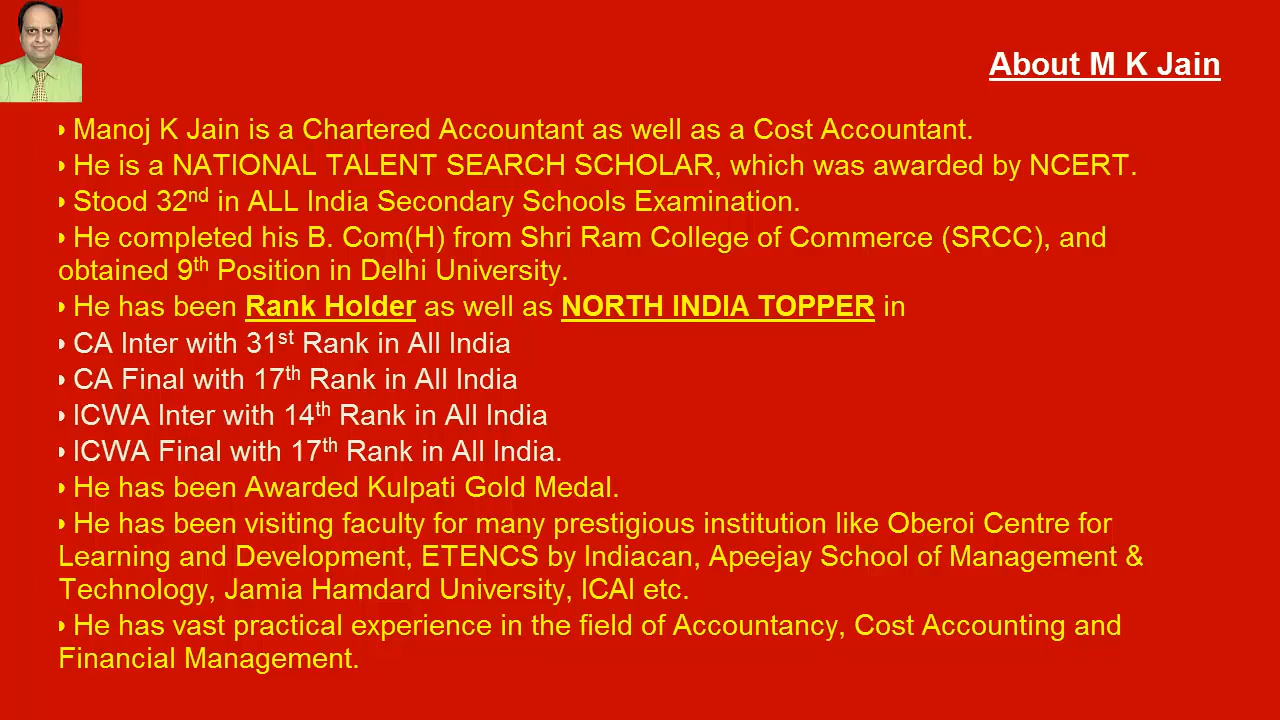 About M K Jain
Manoj K Jain is a Chartered Accountant as well as a Cost Accountant.
He is a NATIONAL TALENT SEARCH SCHOLAR, which was awarded by NCERT.
Stood 32nd in ALL India Secondary Schools Examination.
He completed his B. Com(H) from Shri Ram College of Commerce (SRCC), and
obtained 9th Position in Delhi University.
He has been Rank Holder as well as NORTH INDIA TOPPER in
CA Inter with 31st Rank in All India
CA Final with 17th Rank in All India
ICWA Inter with 14th Rank in All India
ICWA Final with 17th Rank in All India.
He has been Awarded Kulpati Gold Medal.
He has been visiting faculty for many prestigious institution like Oberoi Centre for
Learning and Development, ETENCS by Indiacan, Apeejay School of Management &
Technology, Jamia Hamdard University, ICAI etc.
He has vast practical experience in the field of Accountancy, Cost Accounting and
Financial Management.